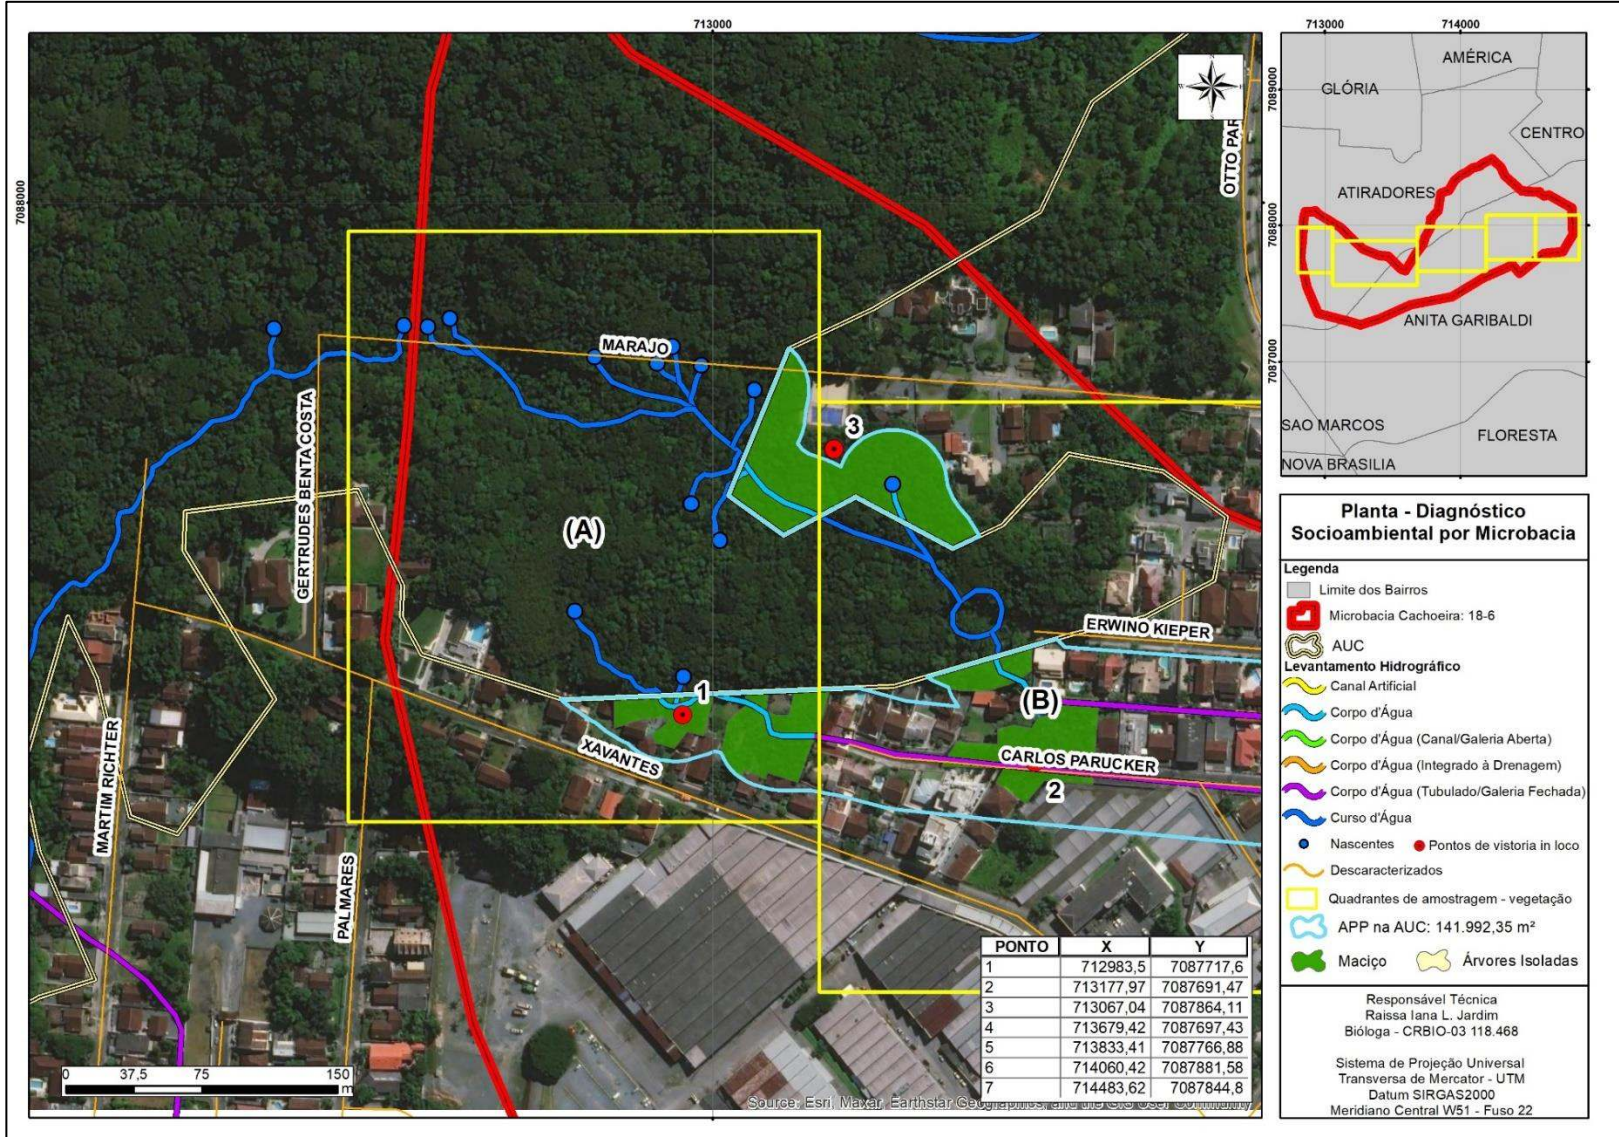 713000
7088000
OTTO PAR
MARAJO
3
GERTRUDES BENTA COSTA
(A)
ERWINO KIEPER
1
(B)
XAVANTES
CARLOS PARUCKER
2
MARTIM RICHTER
PALMARES
0 37,5 75 150
m
PONTO X Y
1 712983,5 7087717,6
2 713177,97 7087691,47
3 713067,04 7087864,11
4 713679,42 7087697,43
5 713833,41 7087766,88
6 714060,42 7087881,58
7 714483,62 7087844,8
Source: Esri, Maxar, Earthstar Geographics, and the GIS User Community
713000 714000
7089000
7088000
7087000
AMÉRICA
GLÓRIA
CENTRO
ATIRADORES
ANITA GARIBALDI
SAO MARCOS
FLORESTA
NOVA BRASILIA
Planta - Diagnóstico
Socioambiental por Microbacia
Legenda
Limite dos Bairros
Microbacia Cachoeira: 18-6
AUC
Levantamento Hidrográfico
Canal Artificial
Corpo d'Água
Corpo d'Água (Canal/Galeria Aberta)
Corpo d'Água (Integrado à Drenagem)
Corpo d'Água (Tubulado/Galeria Fechada)
Curso d'Água
Nascentes Pontos de vistoria in loco
Descaracterizados
Quadrantes de amostragem - vegetação
APP na AUC: 141.992,35 m²
Maciço Árvores Isoladas
Responsável Técnica
Raissa Iana L. Jardim
Bióloga - CRBIO-03 118.468
Sistema de Projeção Universal
Transversa de Mercator - UTM
Datum SIRGAS2000
Meridiano Central W51 - Fuso 22